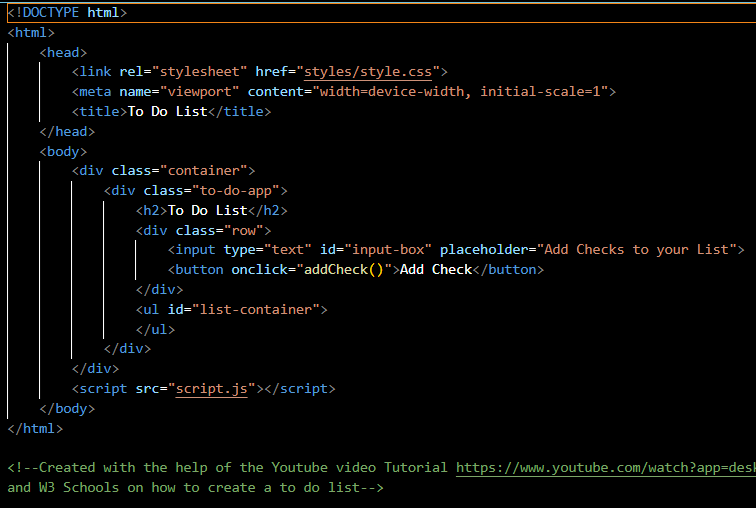 <!DOCTYPE html>
<html>
    <head>
        <link rel="stylesheet" href="styles/style.css">
        <meta name="viewport" content="width=device-width, initial-scale=1">
        <title>To Do List</title>
    </head>
    <body>
        <div class="container">
            <div class="to-do-app">
                <h2>To Do List</h2>
                <div class="row">
                    <input type="text" id="input-box" placeholder="Add Checks to your List">
                    <button onclick="addCheck()">Add Check</button>
                </div>
                <ul id="list-container">
                </ul>
            </div>
        </div>
        <script src="script.js"></script>
    </body>
</html>

<!--Created with the help of the Youtube video Tutorial https://www.youtube.com/watch?app=des
and W3 Schools on how to create a to do list-->